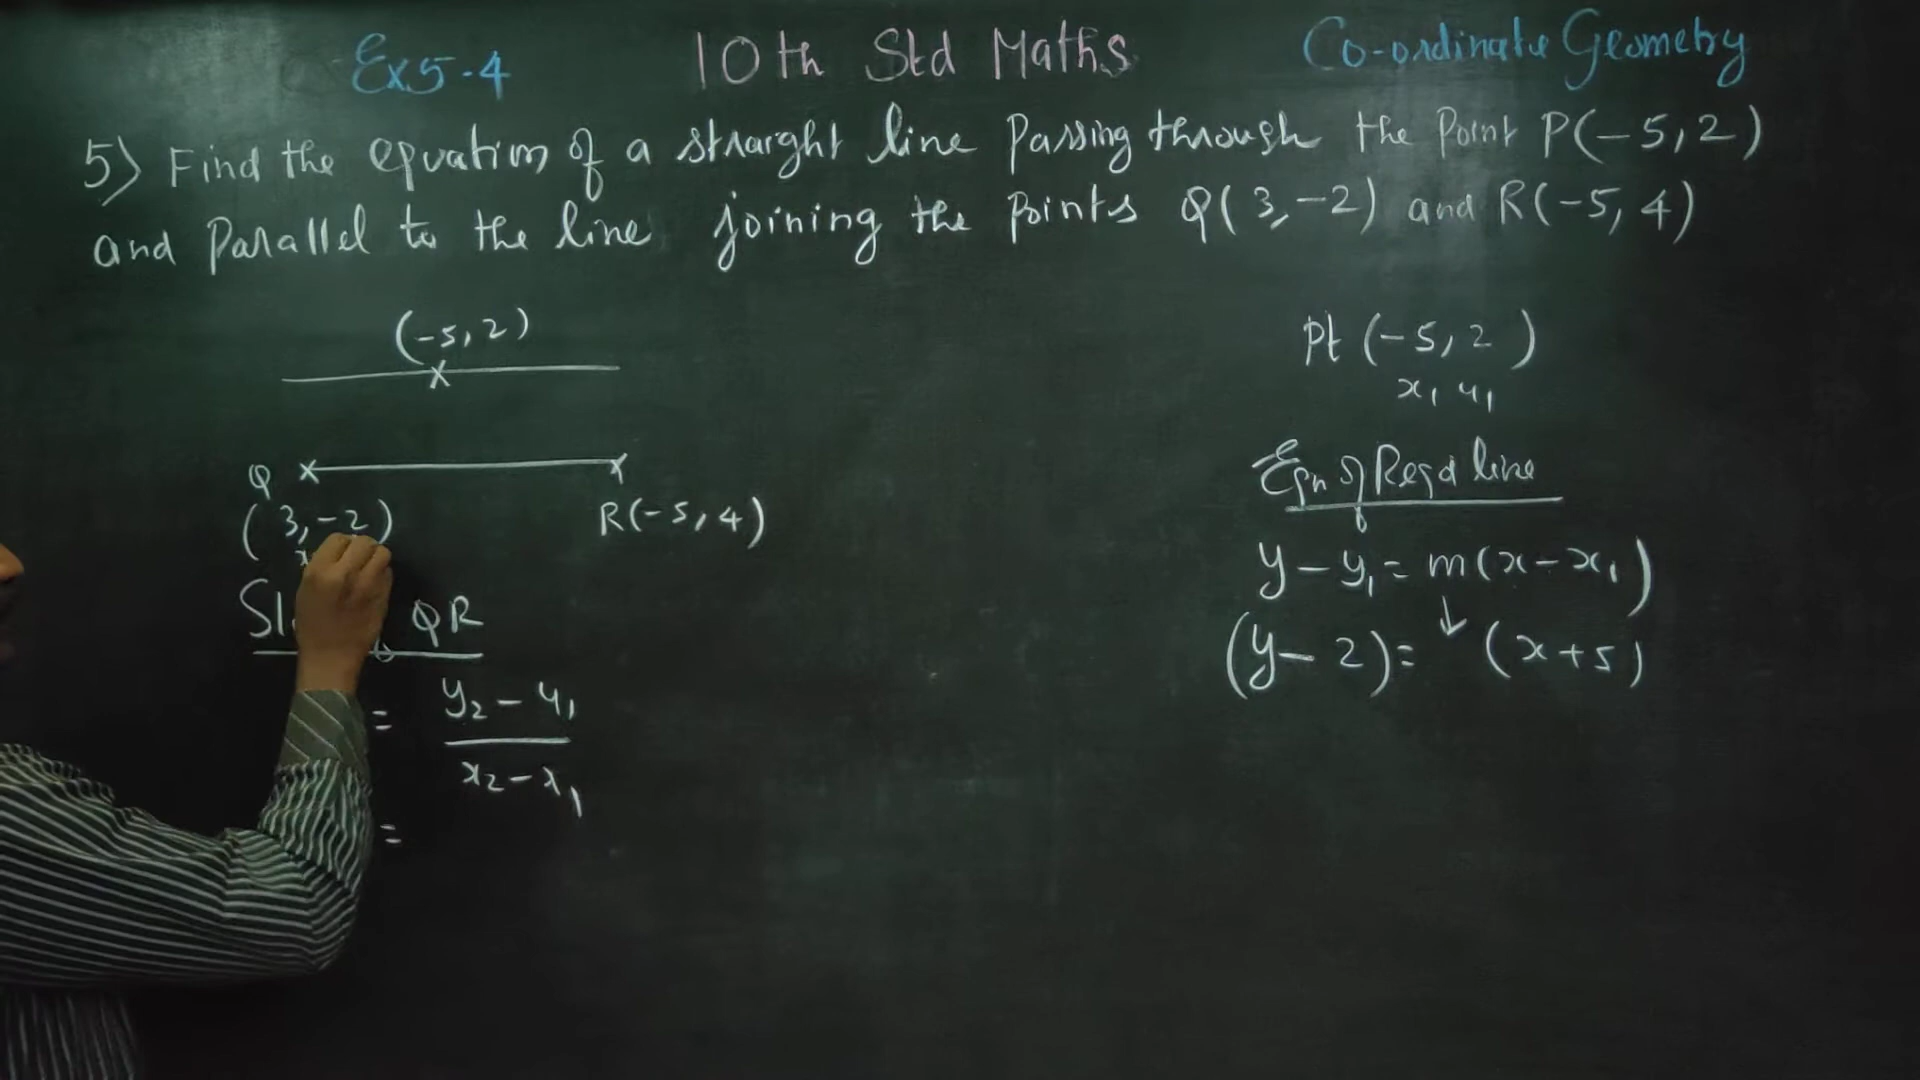 Ex5-4 10th Std Maths Co-ordinate Geometry
5) Find the equation of a straight line Passing through the Point P(-5,2)
and Parallel to the line joining the Points Q(3,-2) and R(-5,4)
(-5,2)
Q
(3,-2) R(-5,4)
QR
= y₂-y₁
x₂-x₁
=
Pt (-5,2)
x₁ y₁
Eqn of Reqd line
y-y₁=m(x-x₁)
(y-2)= (x+5)